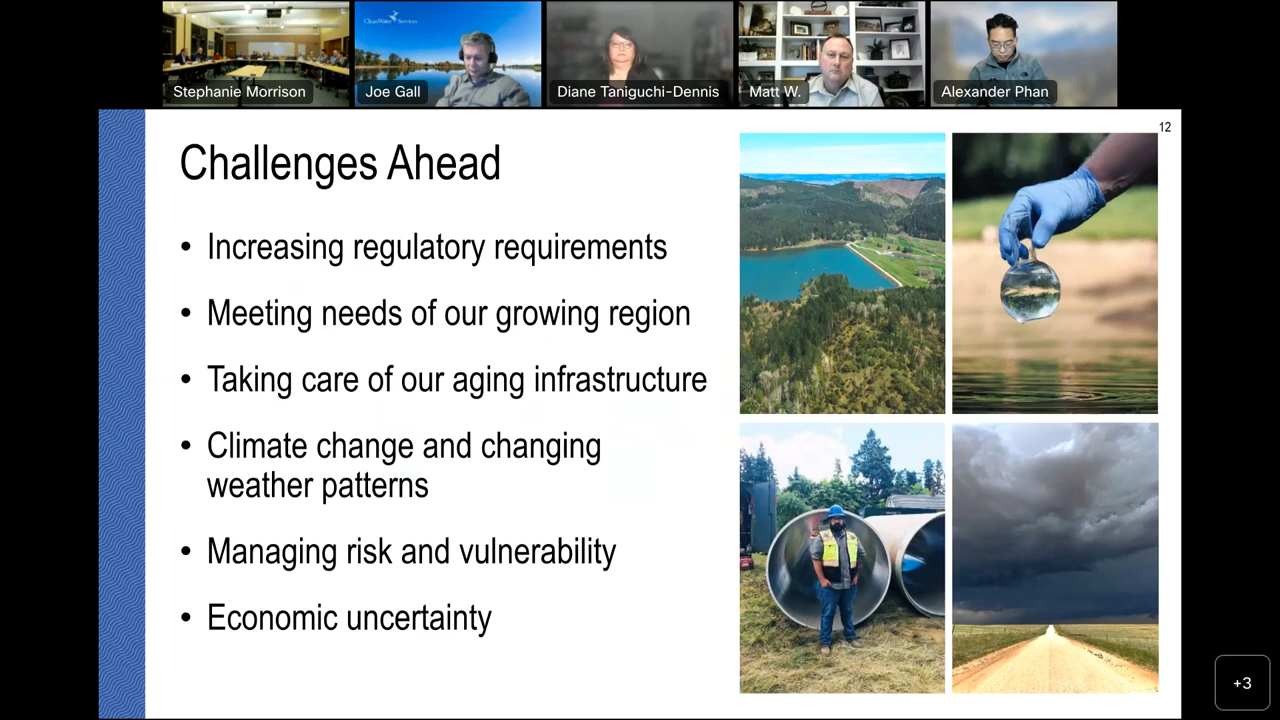 CleanWater Services
Stephanie Morrison
Joe Gall
Diane Taniguchi-Dennis
Matt W.
Alexander Phan
12
Challenges Ahead
• Increasing regulatory requirements
• Meeting needs of our growing region
• Taking care of our aging infrastructure
• Climate change and changing
weather patterns
• Managing risk and vulnerability
• Economic uncertainty
+3